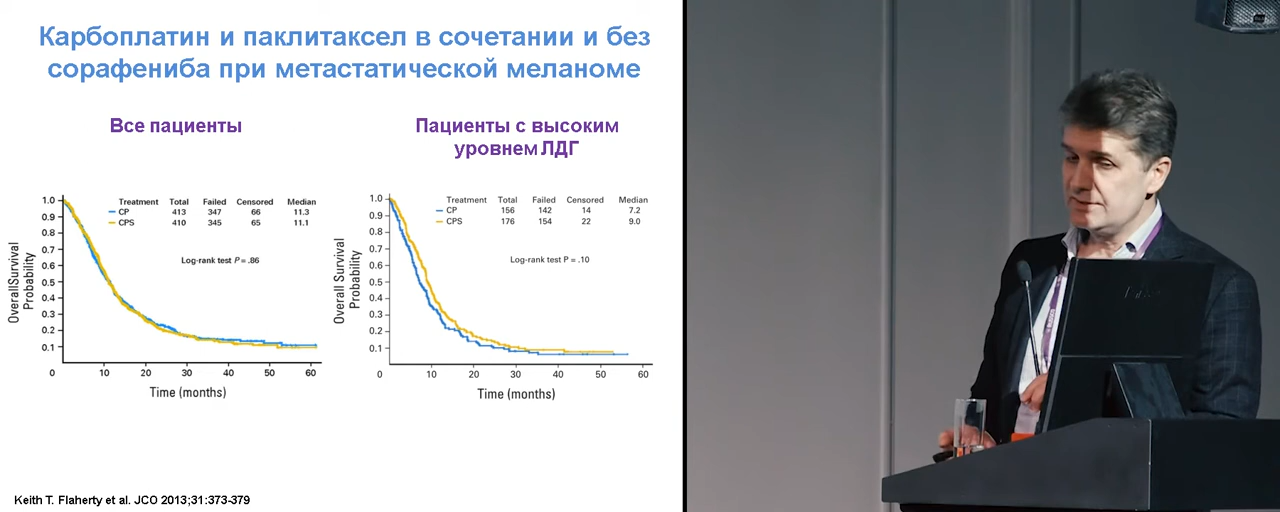 Карбоплатин и паклитаксел в сочетании и без
сорафениба при метастатической меланоме
Все пациенты
Пациенты с высоким
уровнем ЛДГ
Treatment Total Failed Censored Median
CP 413 347 66 11.3
CPS 410 345 65 11.1
Log-rank test P = .86
OverallSurvival
Probability
1.0
0.9
0.8
0.7
0.6
0.5
0.4
0.3
0.2
0.1
0 10 20 30 40 50 60
Time (months)
Treatment Total Failed Censored Median
CP 156 142 14 7.2
CPS 176 154 22 9.0
Log-rank test P = .10
Overall Survival
Probability
1.0
0.9
0.8
0.7
0.6
0.5
0.4
0.3
0.2
0.1
0 10 20 30 40 50 60
Time (months)
Keith T. Flaherty et al. JCO 2013;31:373-379